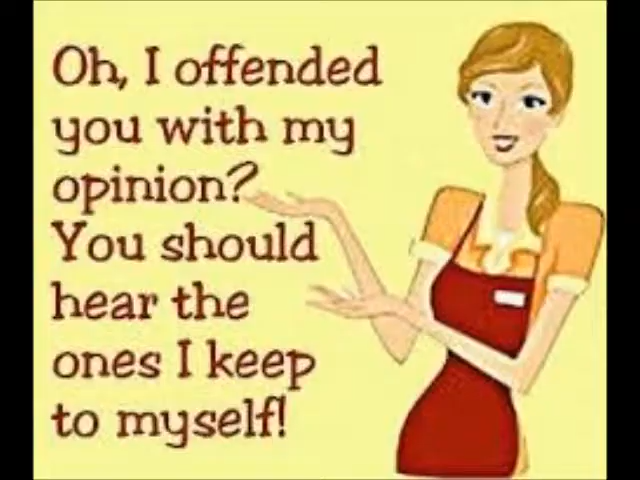 Oh, I offended
you with my
opinion?
You should
hear the
ones I keep
to myself!